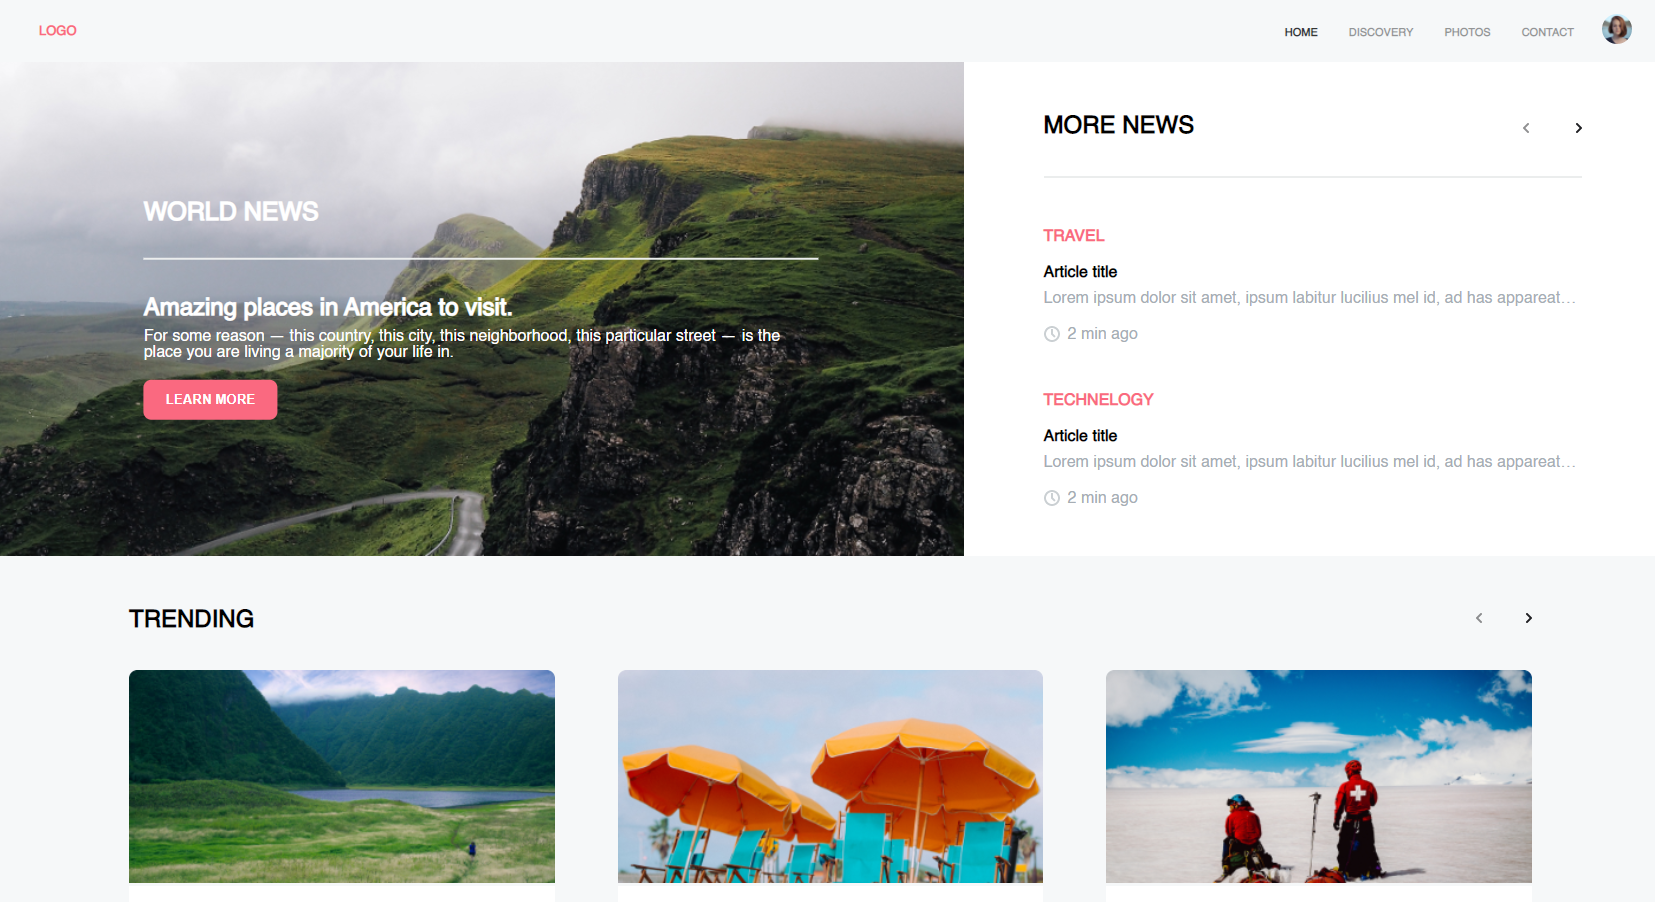 LOGO
HOME
DISCOVERY
PHOTOS
CONTACT
WORLD NEWS
Amazing places in America to visit.
For some reason — this country, this city, this neighborhood, this particular street — is the
place you are living a majority of your life in.
LEARN MORE
MORE NEWS
TRAVEL
Article title
Lorem ipsum dolor sit amet, ipsum labitur lucilius mel id, ad has appareat...
2 min ago
TECHNELOGY
Article title
Lorem ipsum dolor sit amet, ipsum labitur lucilius mel id, ad has appareat...
2 min ago
TRENDING